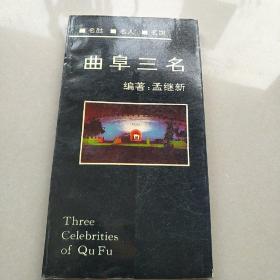 ■名胜 ■名人 ■名馔
曲阜三名
编著:孟继新
Three
Celebrities
of Qu Fu